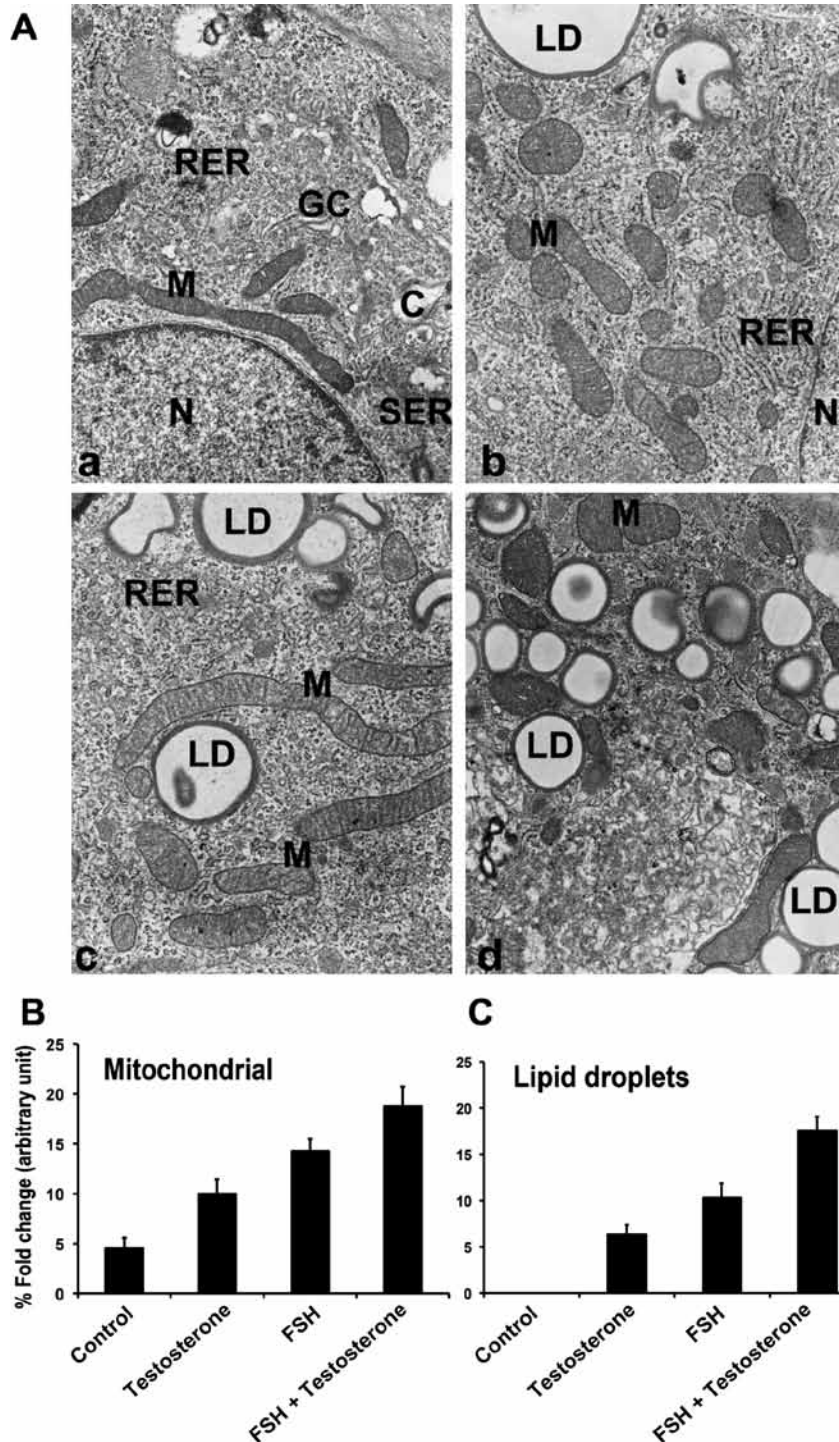 A
RER
GC
M
C
N
SER
a
LD
M
RER
N
b
LD
RER
M
LD
M
c
M
LD
LD
d
B
Mitochondrial
% Fold change (arbitrary unit)
25
20
15
10
5
0
Control
Testosterone
FSH
FSH + Testosterone
C
Lipid droplets
25
20
15
10
5
0
Control
Testosterone
FSH
FSH + Testosterone